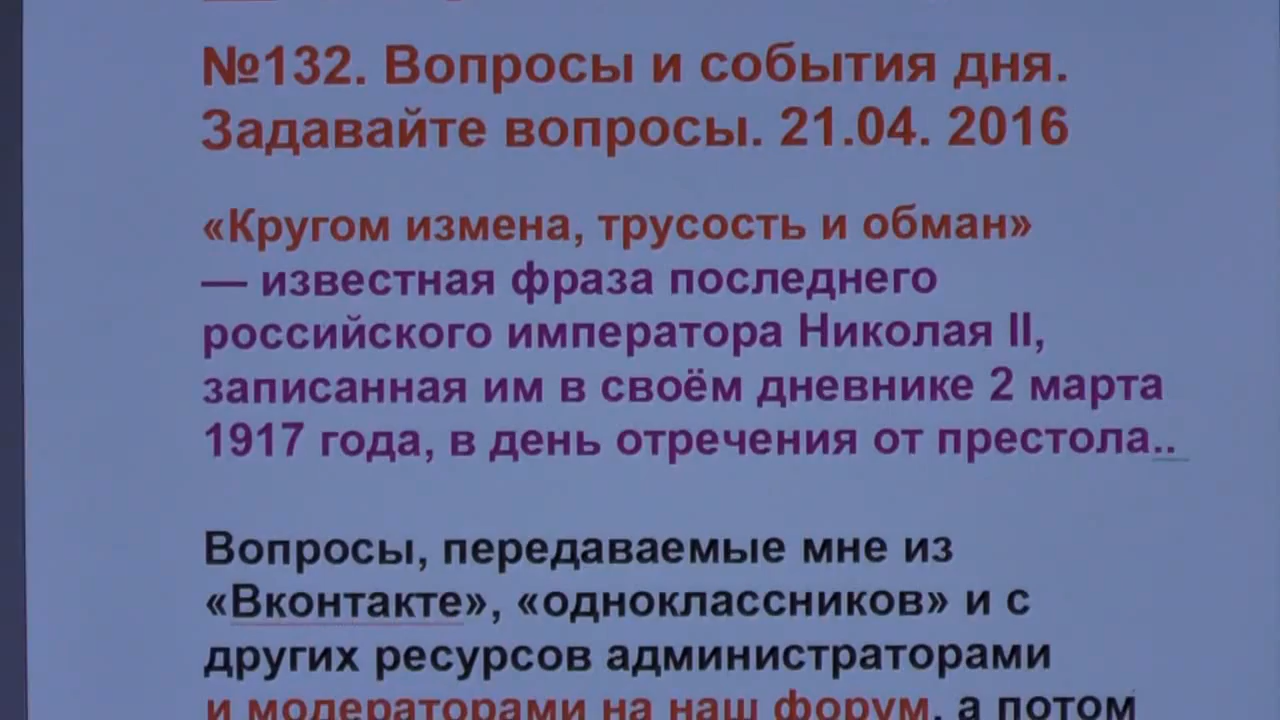 №132. Вопросы и события дня.
Задавайте вопросы. 21.04. 2016
«Кругом измена, трусость и обман»
— известная фраза последнего
российского императора Николая II,
записанная им в своём дневнике 2 марта
1917 года, в день отречения от престола..
Вопросы, передаваемые мне из
«Вконтакте», «одноклассников» и с
других ресурсов администраторами
и модераторами на наш форум, а потом